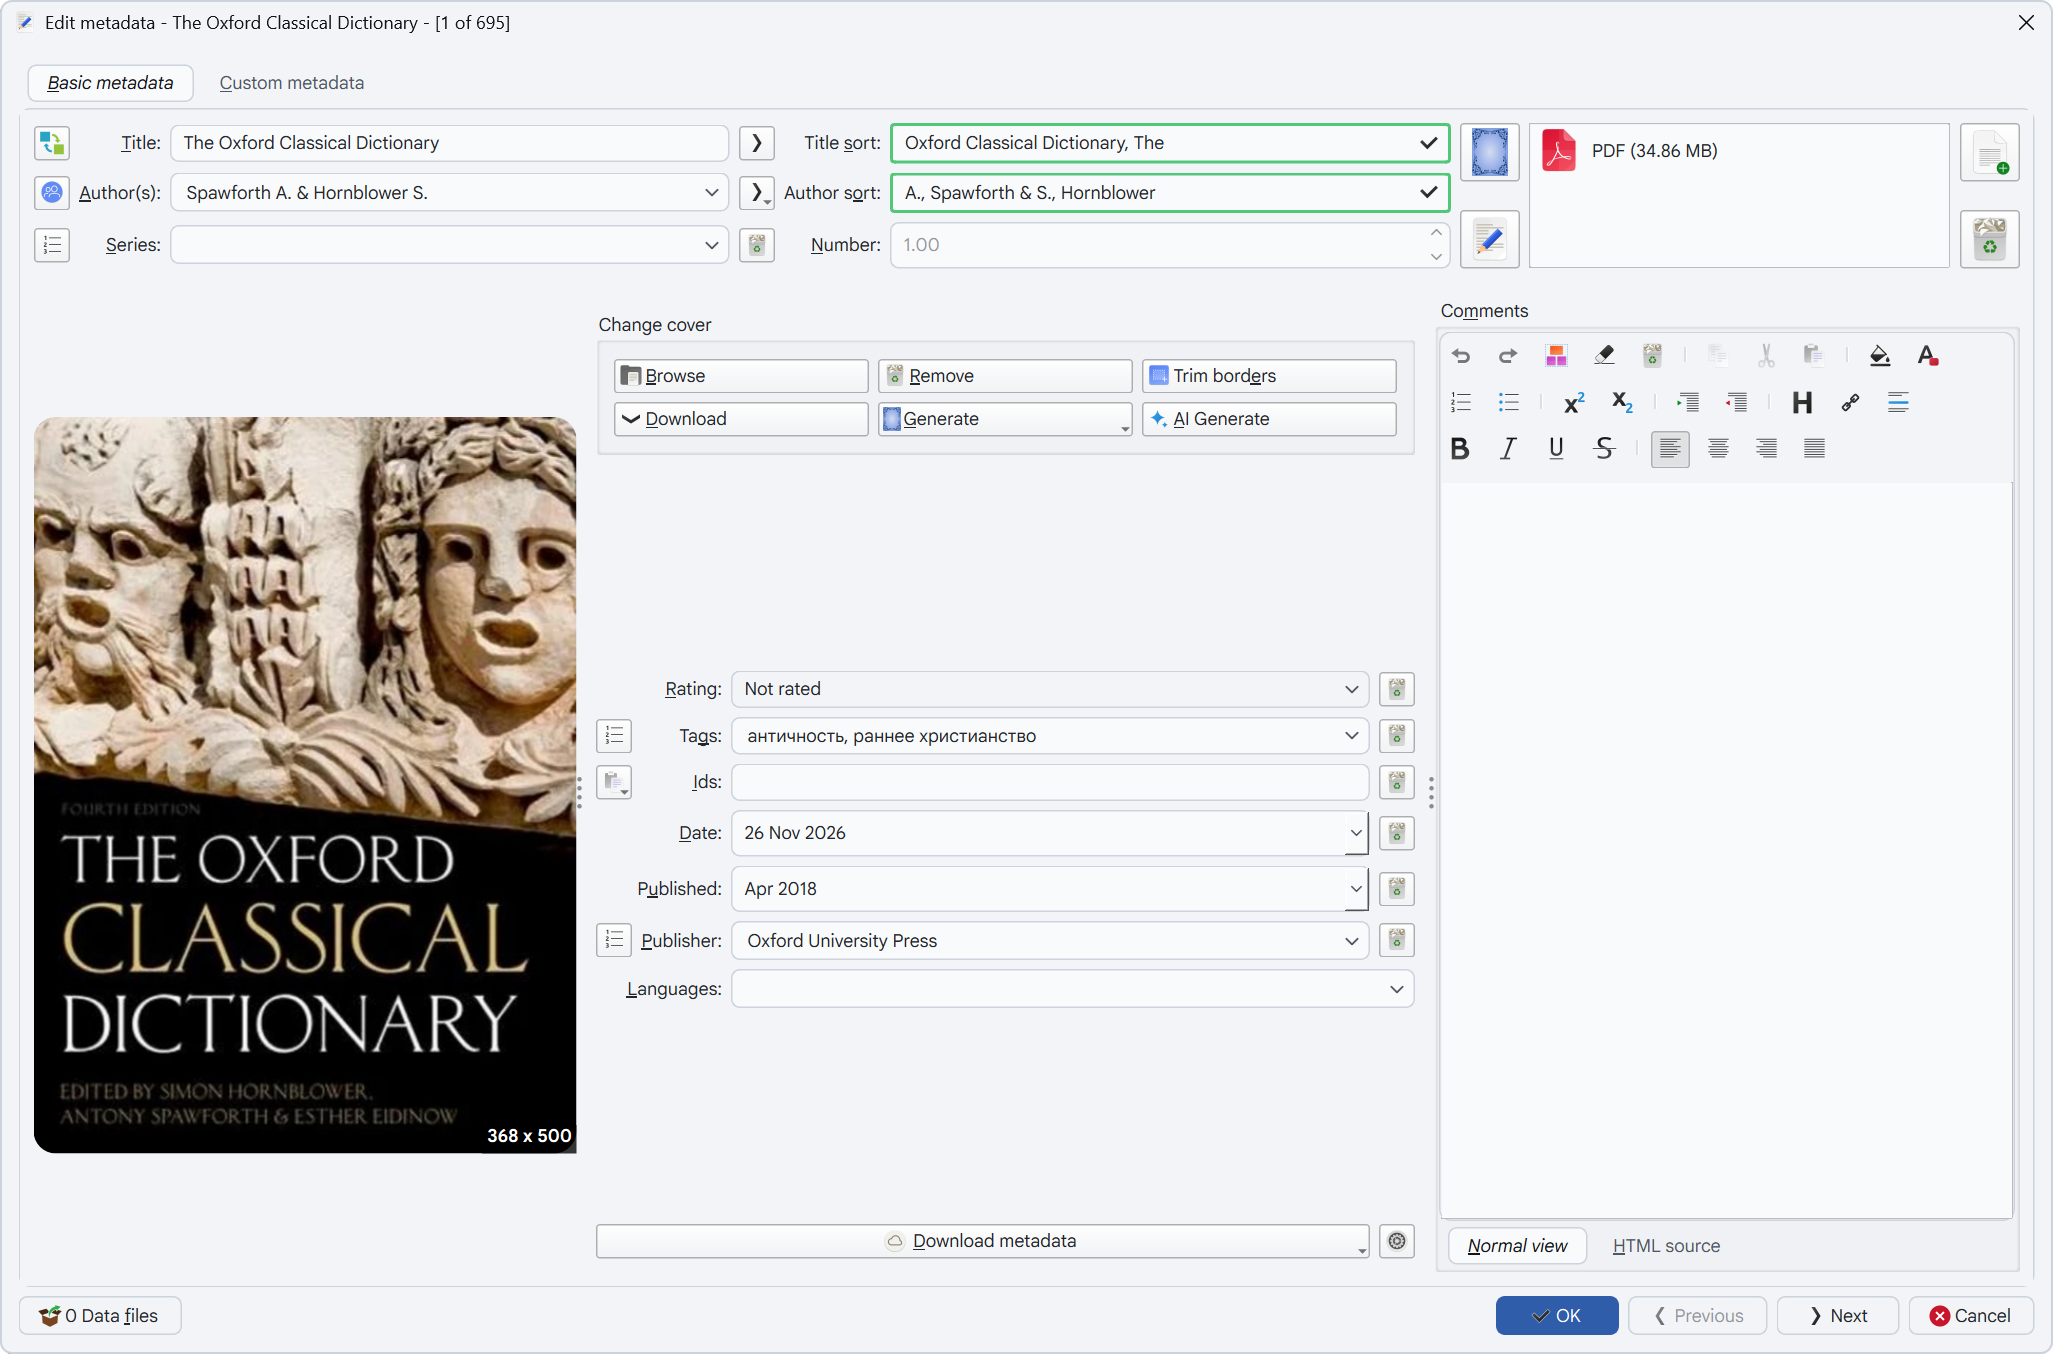 Edit metadata - The Oxford Classical Dictionary - [1 of 695]
Basic metadata
Custom metadata
Title:
The Oxford Classical Dictionary
Title sort:
Oxford Classical Dictionary, The
PDF (34.86 MB)
Author(s):
Spawforth A. & Hornblower S.
Author sort:
A., Spawforth & S., Hornblower
Series:
Number:
1.00
Change cover
Browse
Remove
Trim borders
Download
Generate
AI Generate
FOURTH EDITION
THE OXFORD
CLASSICAL
DICTIONARY
EDITED BY SIMON HORNBLOWER,
ANTONY SPAWFORTH & ESTHER EIDINOW
368 x 500
Rating:
Not rated
Tags:
античность, раннее христианство
Ids:
Date:
26 Nov 2026
Published:
Apr 2018
Publisher:
Oxford University Press
Languages:
Download metadata
Comments
Normal view
HTML source
0 Data files
OK
Previous
Next
Cancel